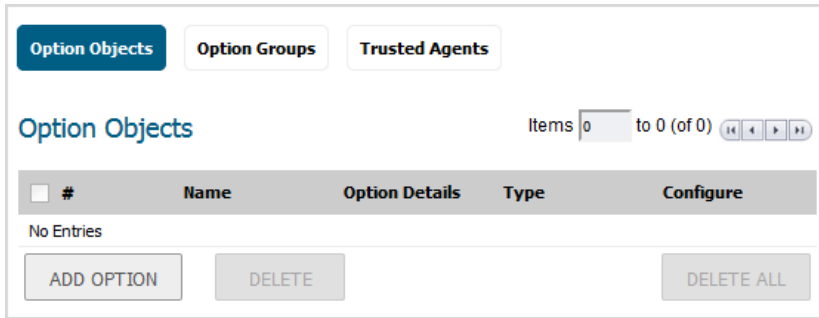 Option Objects Option Groups Trusted Agents
Option Objects Items 0 to 0 (of 0)
# Name Option Details Type Configure
No Entries
ADD OPTION DELETE DELETE ALL